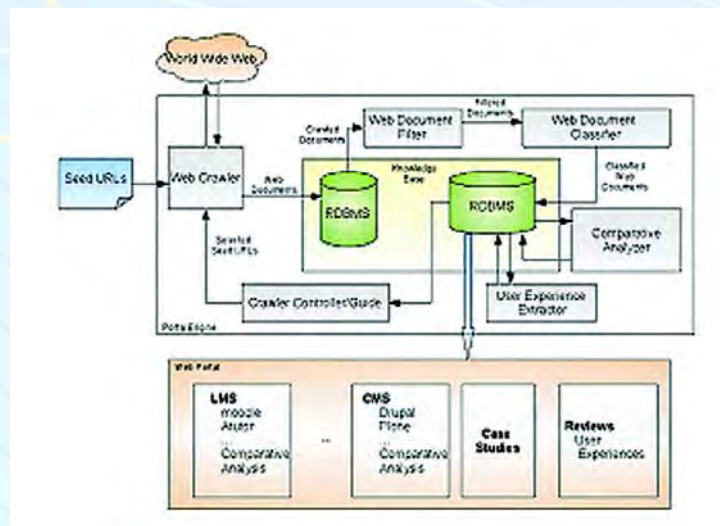 World Wide Web
Filtered
Documents
Web Document
Filter
Web Document
Classifier
Crawled
Documents
Seed URLs
Web Crawler
Web
Documents
Knowledge
Base
Classified
Web
Documents
RDBMS
RDBMS
Comparative
Analyzer
Selected
Seed URLs
Crawler Controller/Guide
User Experience
Extractor
Portal Engine
Web Portal
LMS
moodle
Atutor
...
Comparative
Analysis
...
CMS
Drupal
Plone
...
Comparative
Analysis
Case
Studies
Reviews
User
Experiences